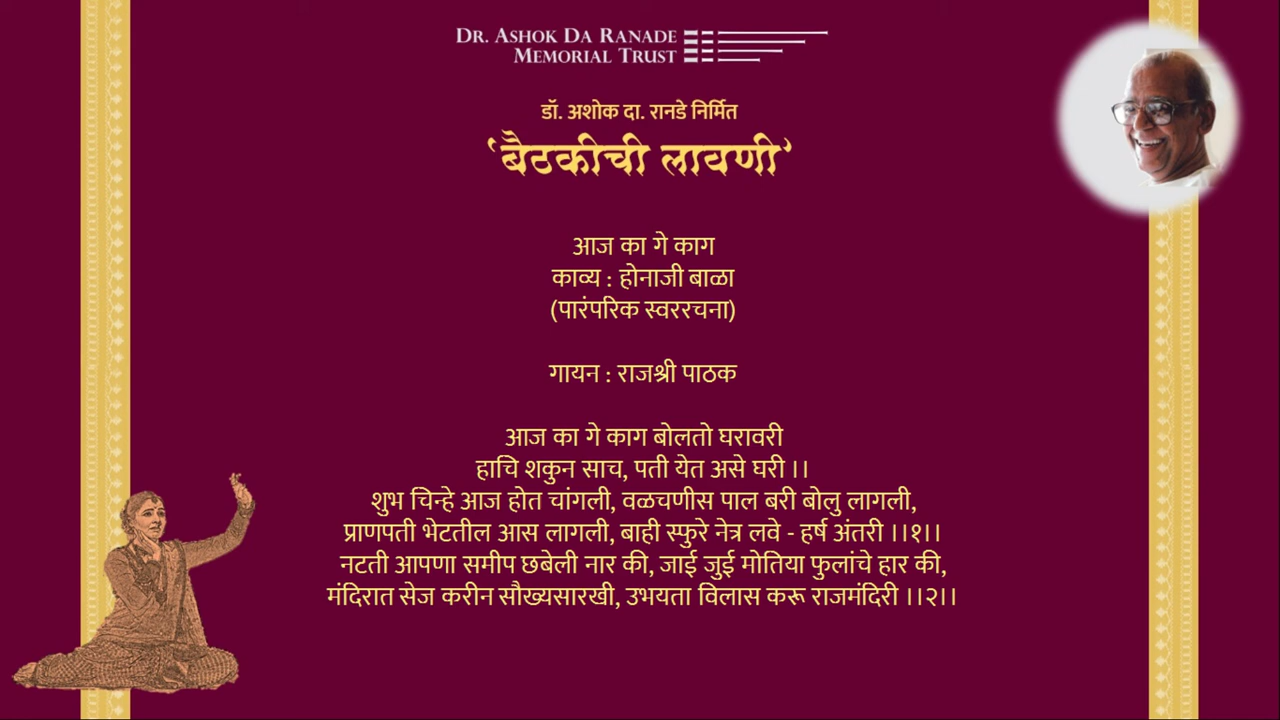 DR. ASHOK DA RANADE
MEMORIAL TRUST
डॉ. अशोक दा. रानडे निर्मित
‘बैठकीची लावणी’
आज का गे काग
काव्य : होनाजी बाळा
(पारंपरिक स्वररचना)
गायन : राजश्री पाठक
आज का गे काग बोलतो घरावरी
हाचि शकुन साच, पती येत असे घरी ।।
शुभ चिन्हे आज होत चांगली, वळचणीस पाल बरी बोलु लागली,
प्राणपती भेटतील आस लागली, बाही स्फुरे नेत्र लवे - हर्ष अंतरी ।।१।।
नटती आपणा समीप छबेली नार की, जाई जुई मोतिया फुलांचे हार की,
मंदिरात सेज करीन सौख्यसारखी, उभयता विलास करू राजमंदिरी ।।२।।